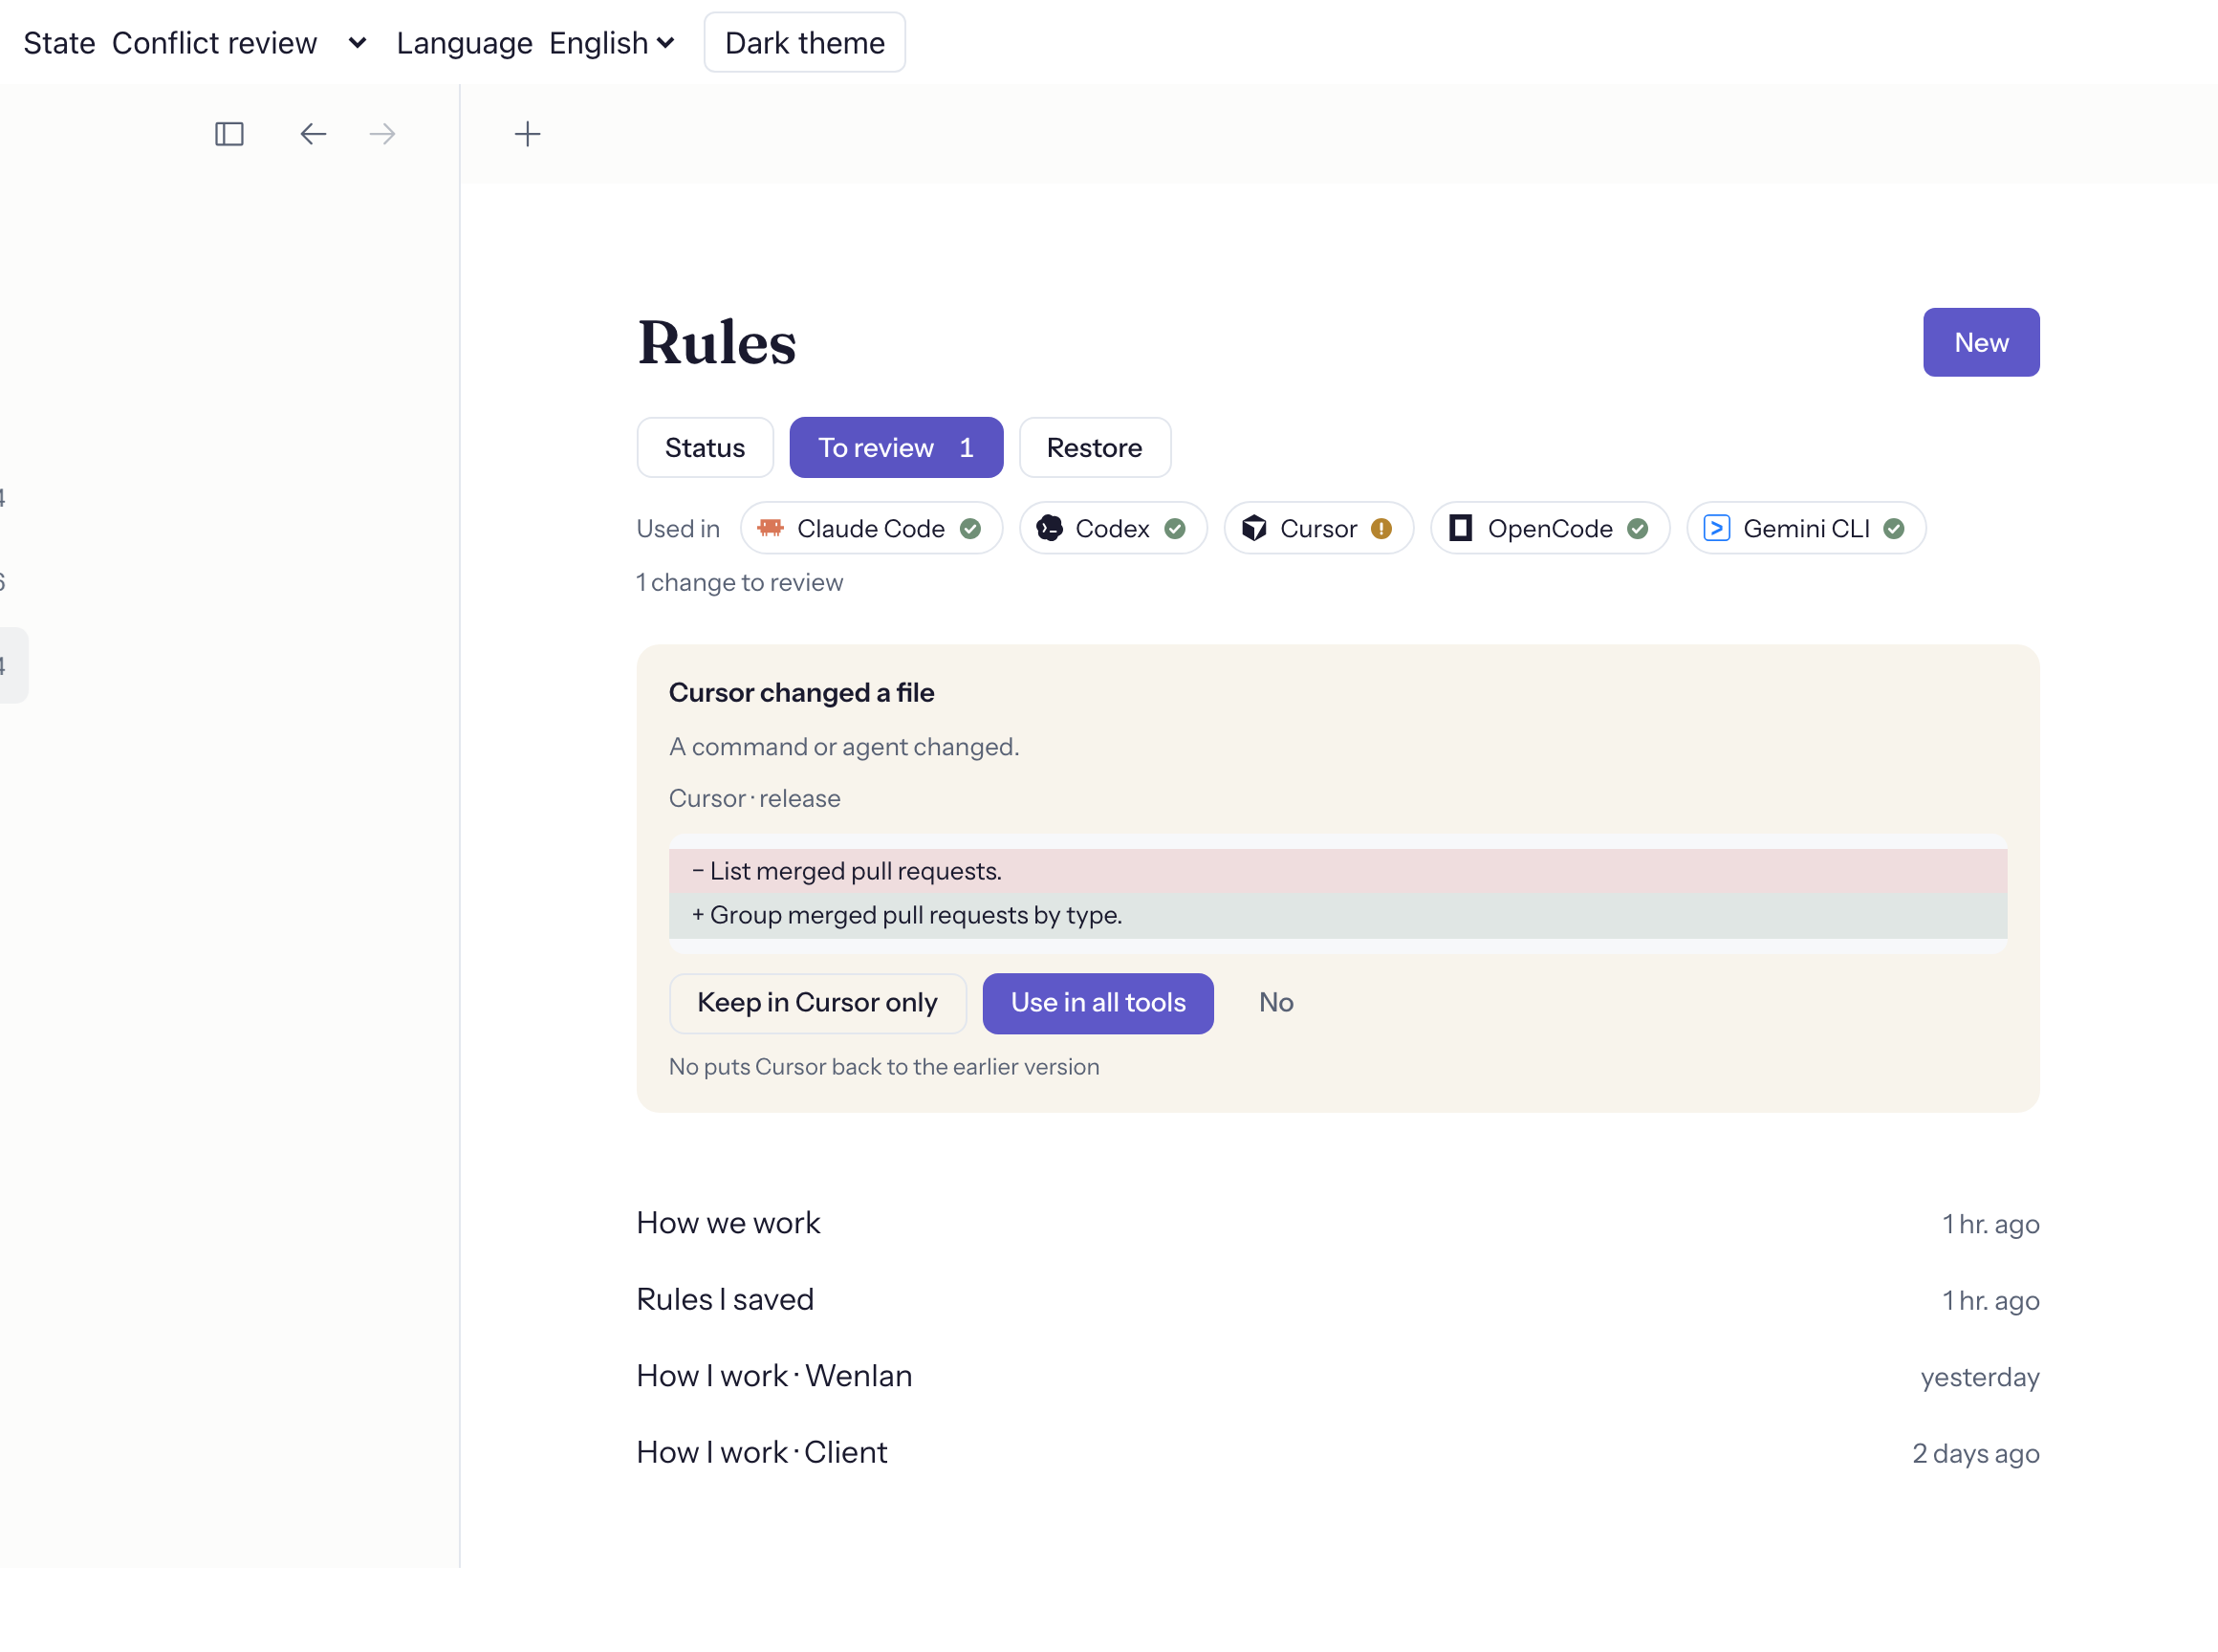 State Conflict review Language English Dark theme
Rules New
Status To review 1 Restore
Used in Claude Code Codex Cursor OpenCode Gemini CLI
1 change to review
Cursor changed a file
A command or agent changed.
Cursor · release
− List merged pull requests.
+ Group merged pull requests by type.
Keep in Cursor only Use in all tools No
No puts Cursor back to the earlier version
How we work 1 hr. ago
Rules I saved 1 hr. ago
How I work · Wenlan yesterday
How I work · Client 2 days ago